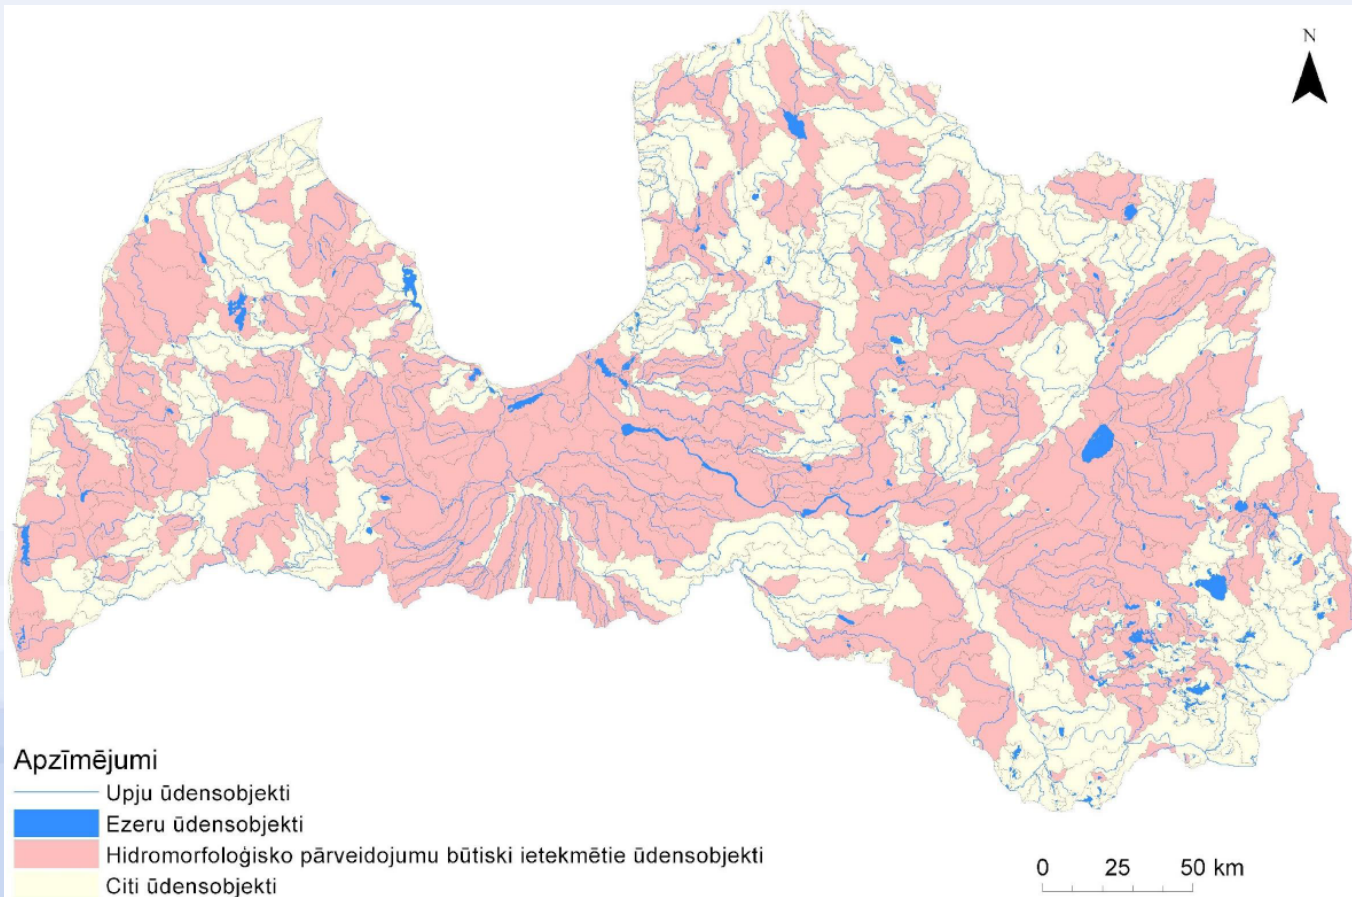 N
Apzīmējumi
Upju ūdensobjekti
Ezeru ūdensobjekti
Hidromorfoloģisko pārveidojumu būtiski ietekmētie ūdensobjekti
Citi ūdensobjekti
0 25 50 km